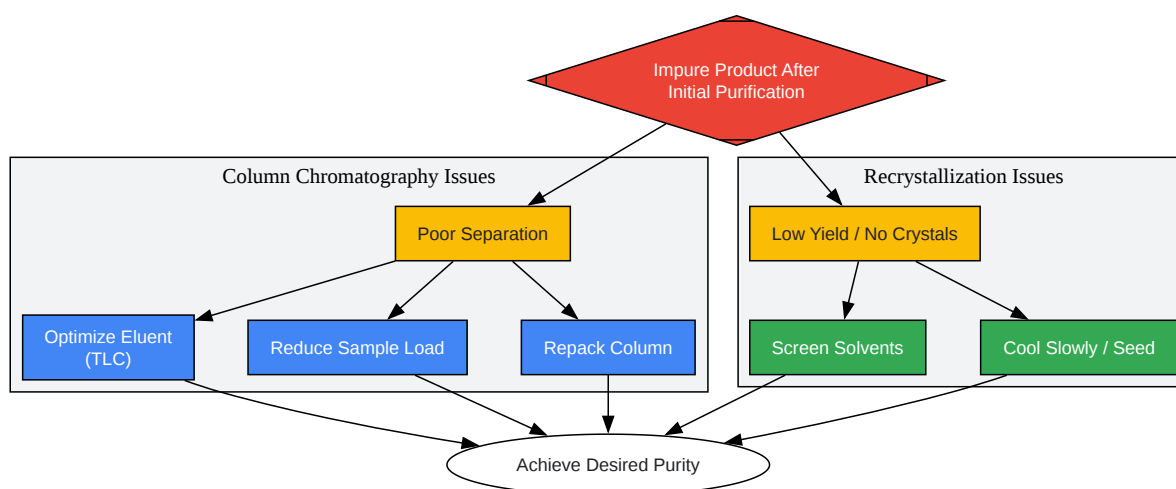 Impure Product After
Initial Purification
Column Chromatography Issues
Recrystallization Issues
Poor Separation
Low Yield / No Crystals
Optimize Eluent
(TLC)
Reduce Sample Load
Repack Column
Screen Solvents
Cool Slowly / Seed
Achieve Desired Purity